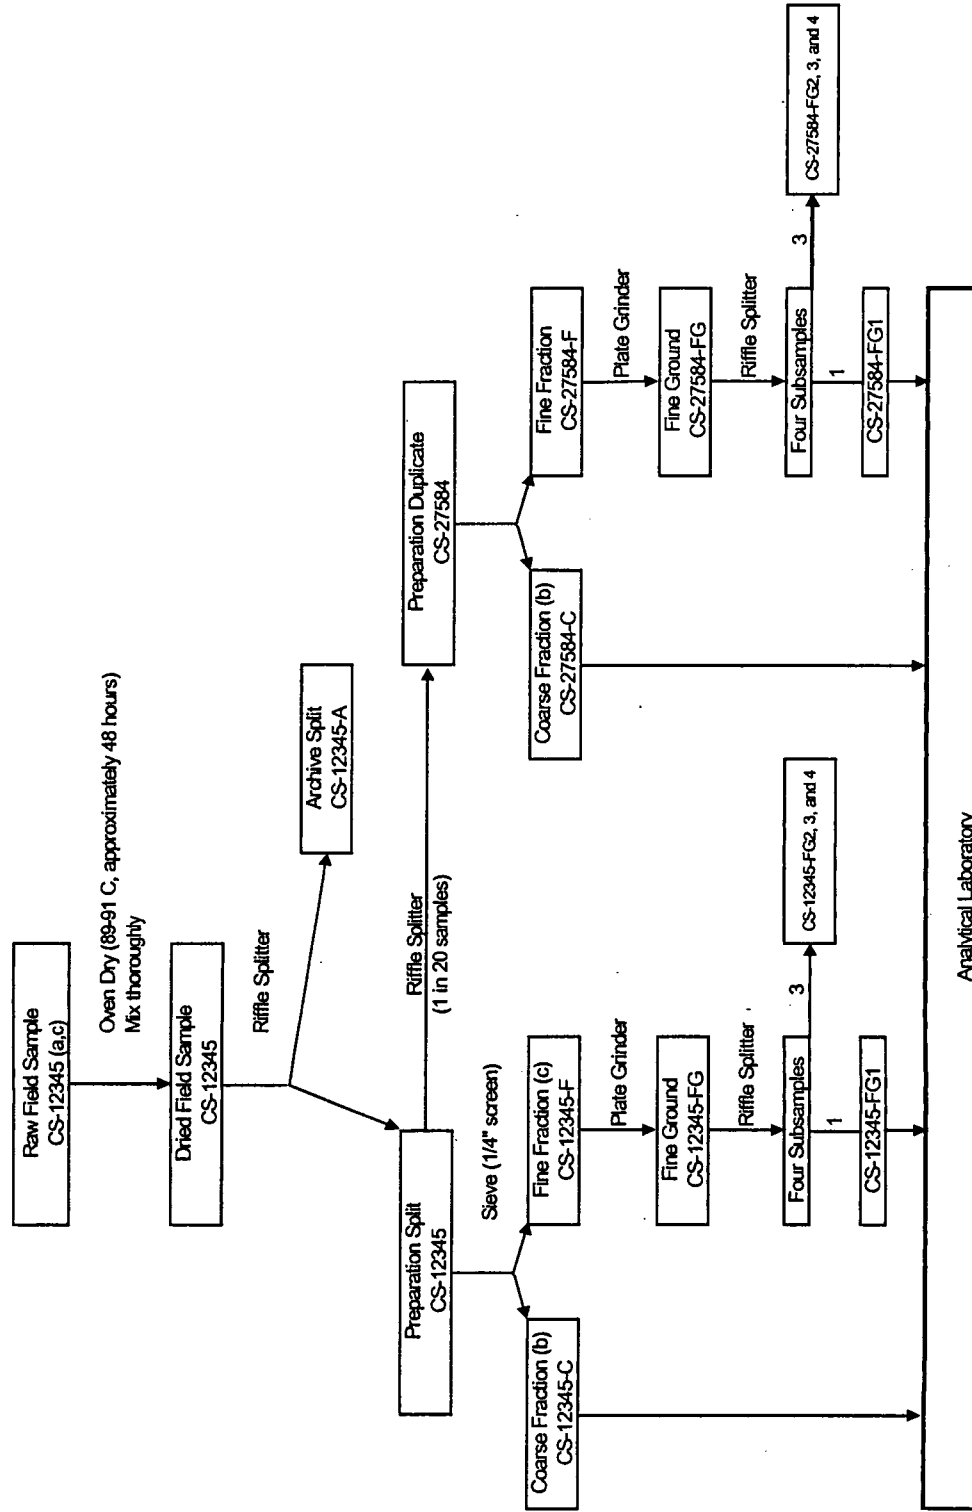 Raw Field Sample
CS-12345 (a,c)
Oven Dry (89-91 C, approximately 48 hours)
Mix thoroughly
Dried Field Sample
CS-12345
Riffle Splitter
Archive Split
CS-12345-A
Preparation Split
CS-12345
Riffle Splitter
(1 in 20 samples)
Preparation Duplicate
CS-27584
Sieve (1/4" screen)
Coarse Fraction (b)
CS-12345-C
Fine Fraction (c)
CS-12345-F
Coarse Fraction (b)
CS-27584-C
Fine Fraction
CS-27584-F
Plate Grinder
Plate Grinder
Fine Ground
CS-12345-FG
Fine Ground
CS-27584-FG
Riffle Splitter
Riffle Splitter
Four Subsamples
3
CS-12345-FG2, 3, and 4
Four Subsamples
3
CS-27584-FG2, 3, and 4
1
1
CS-12345-FG1
CS-27584-FG1
Analytical Laboratory